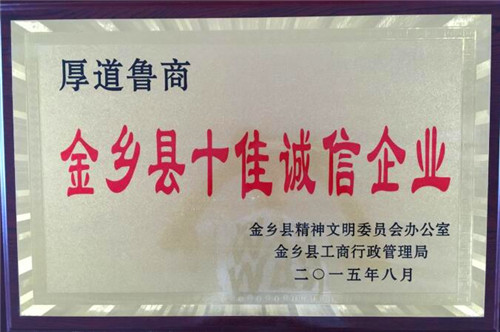 厚道鲁商
金乡县十佳诚信企业
金乡县精神文明委员会办公室
金乡县工商行政管理局
二〇一五年八月